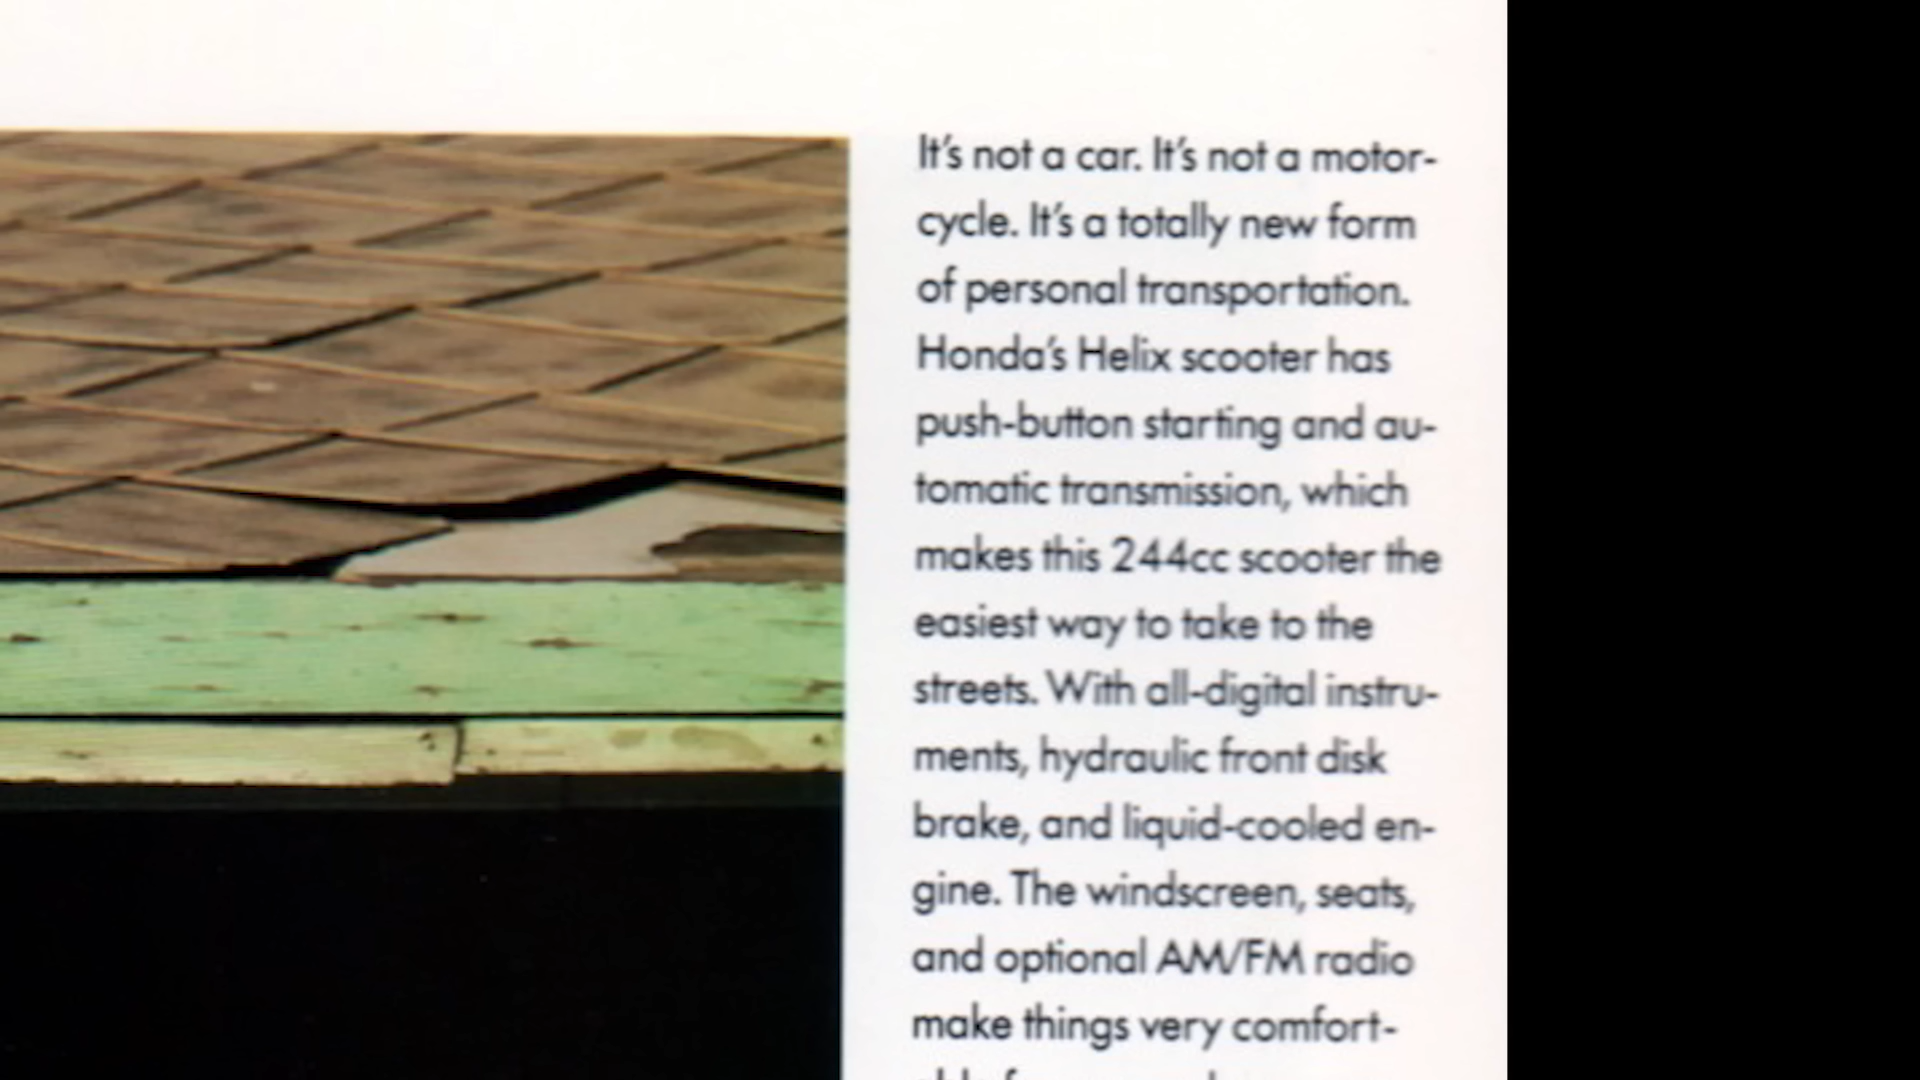 It's not a car. It's not a motor-
cycle. It's a totally new form
of personal transportation.
Honda's Helix scooter has
push-button starting and au-
tomatic transmission, which
makes this 244cc scooter the
easiest way to take to the
streets. With all-digital instru-
ments, hydraulic front disk
brake, and liquid-cooled en-
gine. The windscreen, seats,
and optional AM/FM radio
make things very comfort-